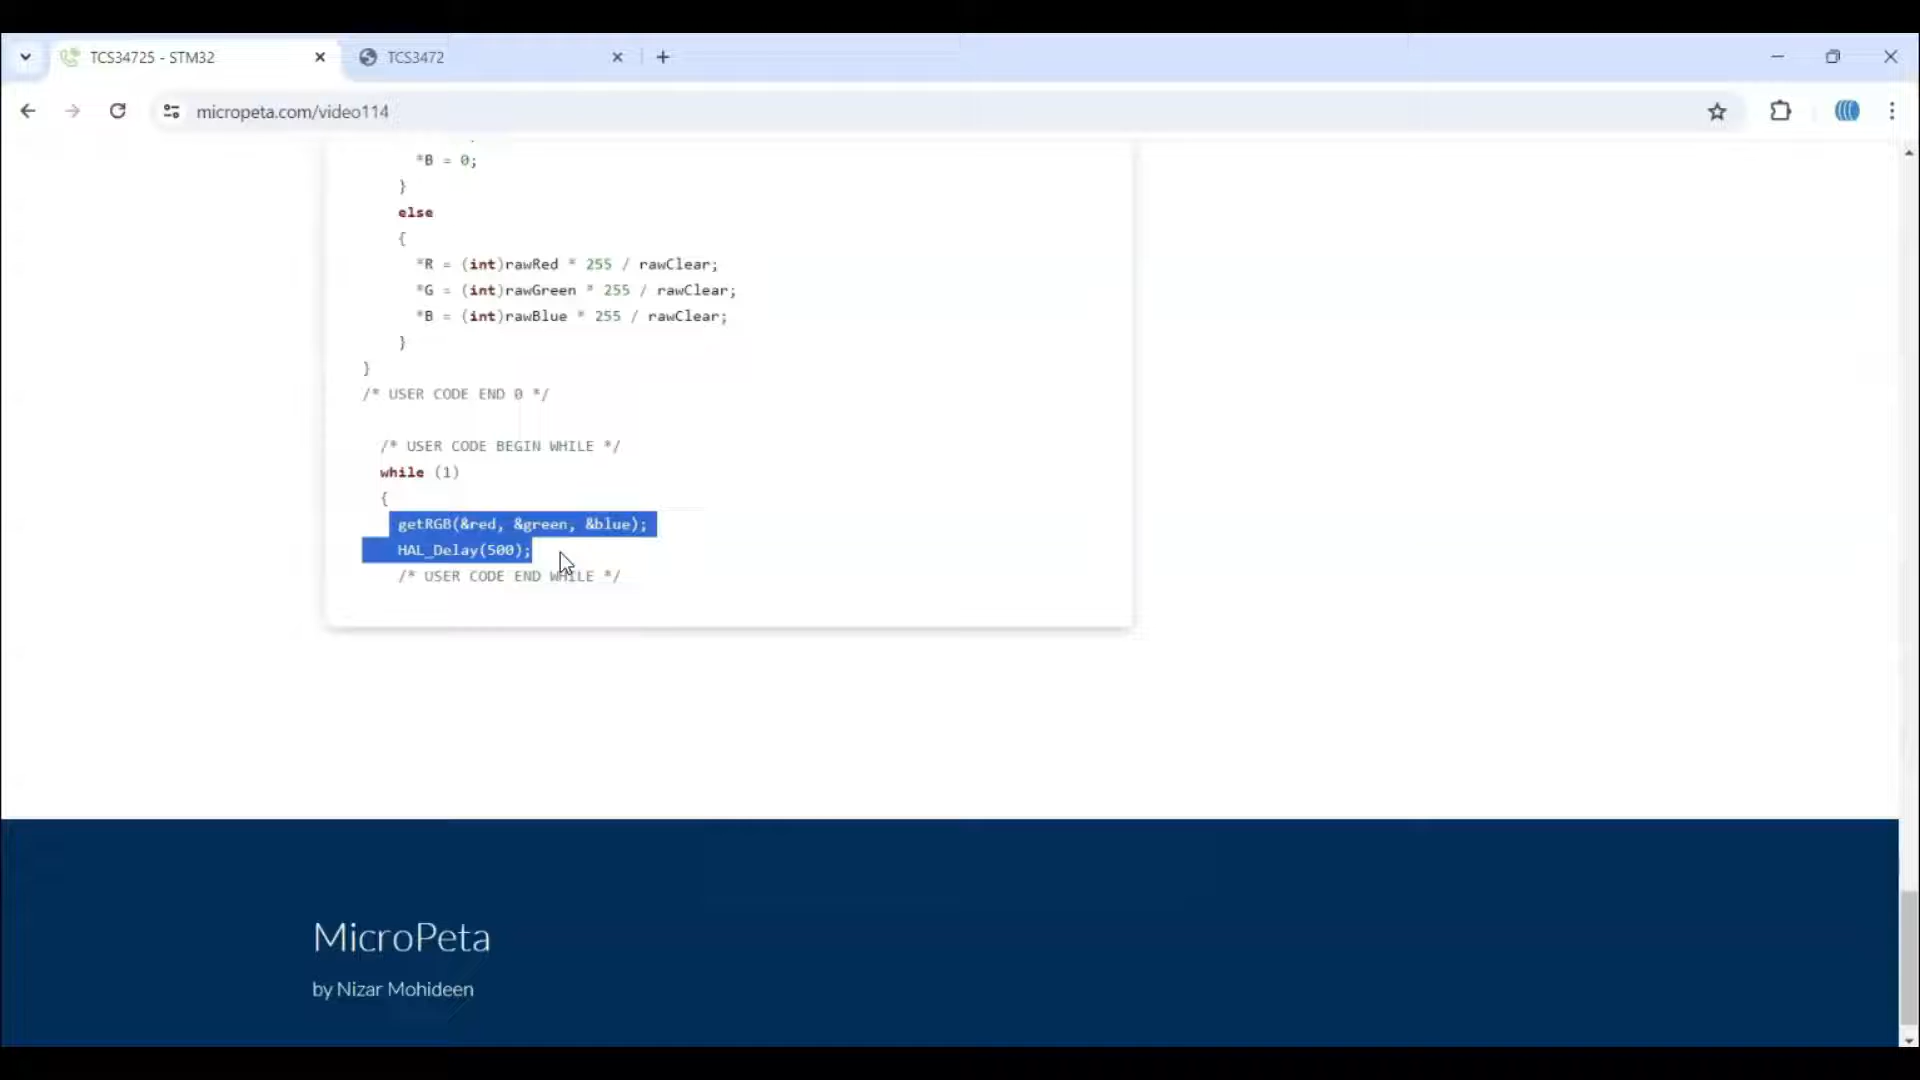 TCS34725 - STM32
TCS3472
micropeta.com/video114
*B = 0;
}
else
{
*R = (int)rawRed * 255 / rawClear;
*G = (int)rawGreen * 255 / rawClear;
*B = (int)rawBlue * 255 / rawClear;
}
}
/* USER CODE END 0 */
/* USER CODE BEGIN WHILE */
while (1)
{
getRGB(&red, &green, &blue);
HAL_Delay(500);
/* USER CODE END WHILE */
MicroPeta
by Nizar Mohideen